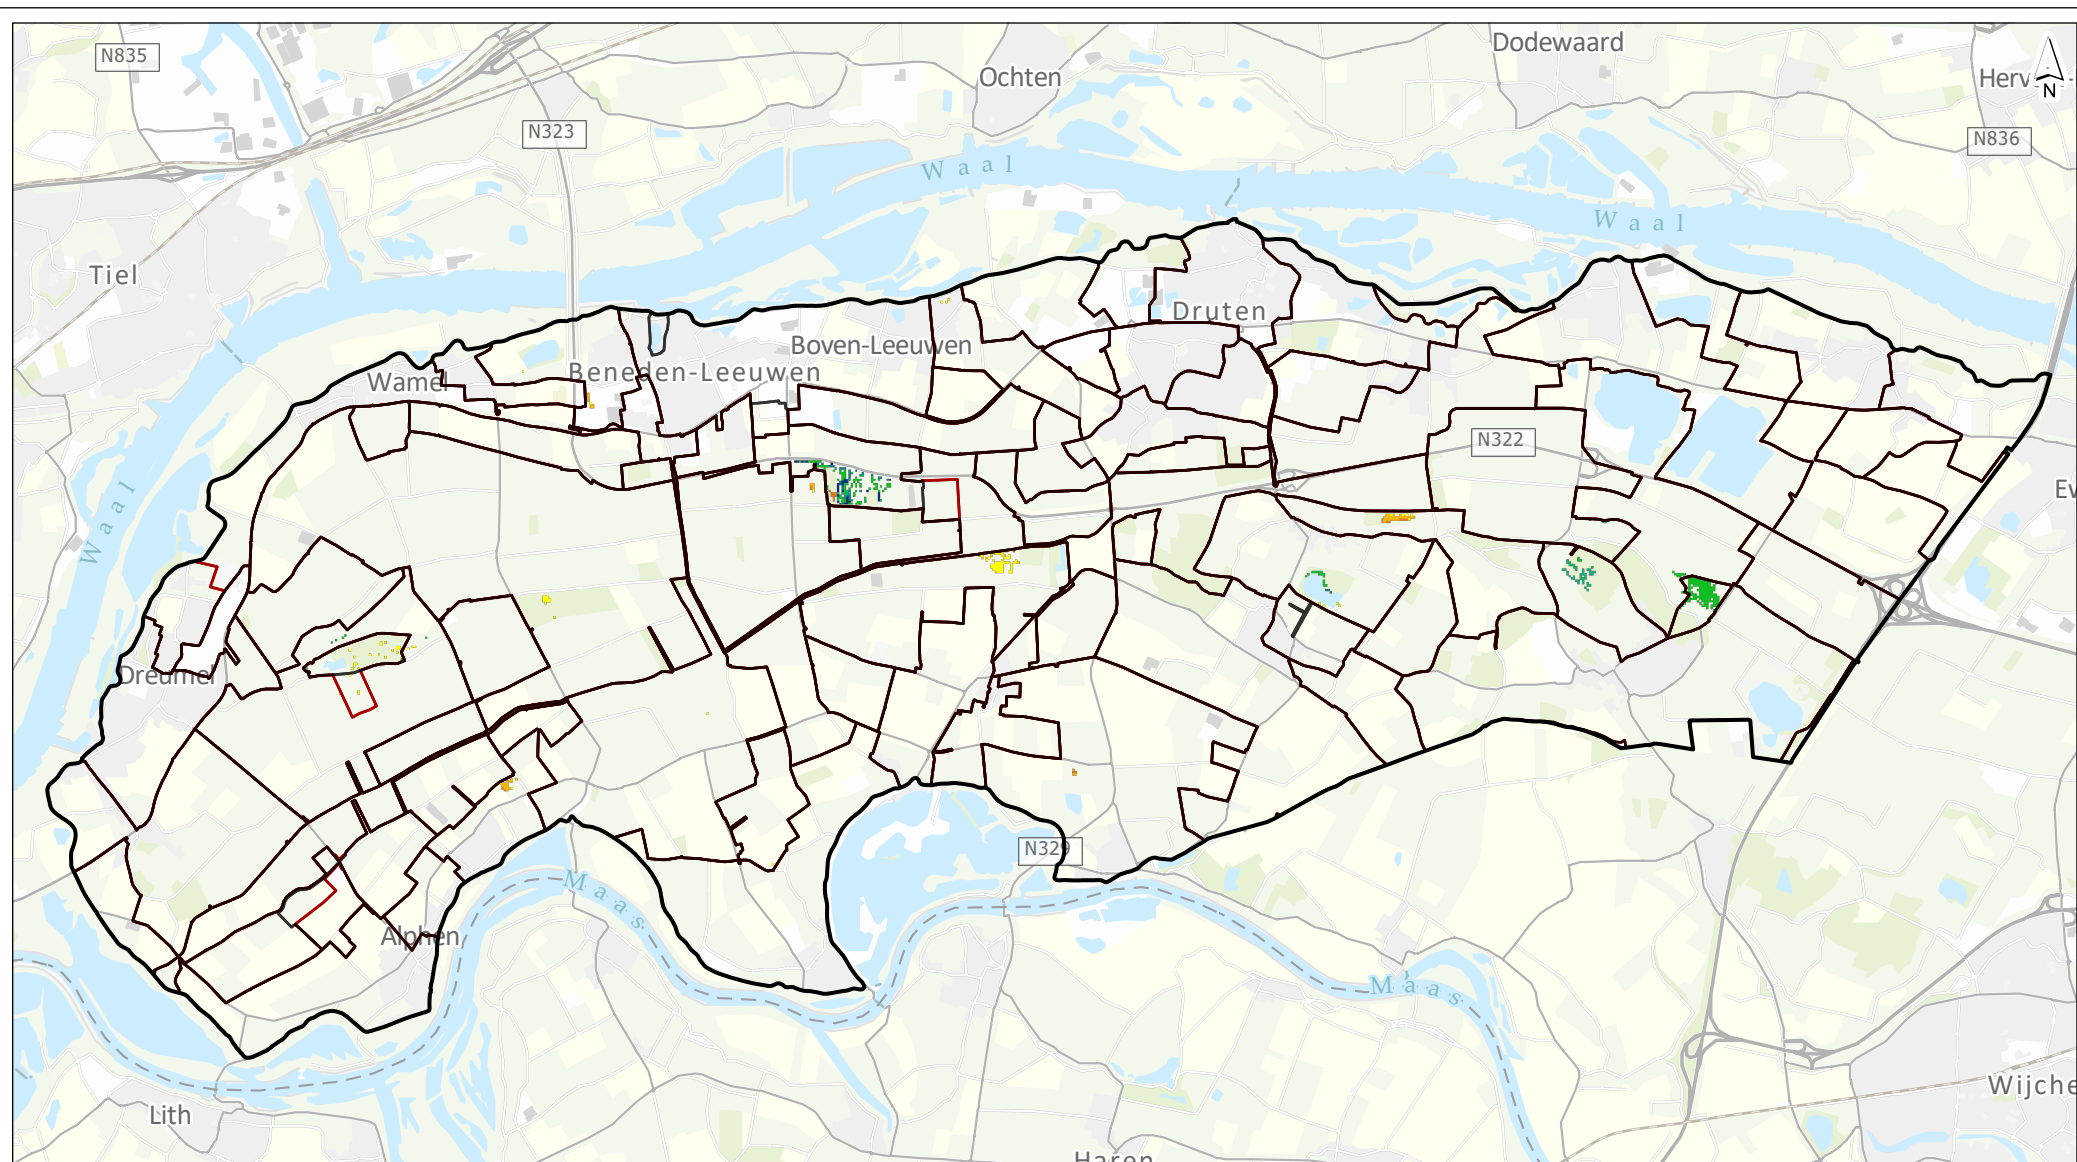 Dodewaard
N835
Ochten
Herv
N
N323
N836
Waal
Waal
Tiel
Druten
Boven-Leeuwen
Beneden-Leeuwen
Wamel
N322
Ew
Waal
Dreumel
N329
Maas
Alphen
Maas
Wijche
Lith
Haren